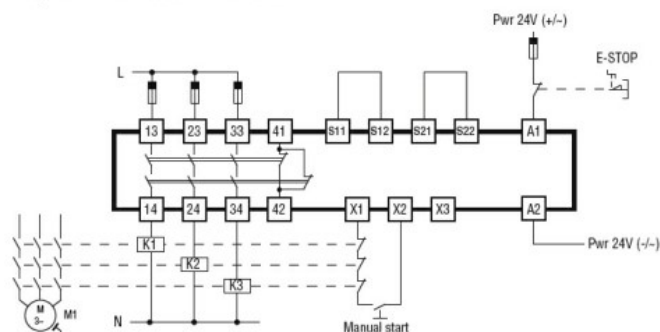 Pwr 24V (+/~)
E-STOP
L
13 23 33 41 S11 S12 S21 S22 A1
14 24 34 42 X1 X2 X3 A2
K1
Pwr 24V (-/~)
K2
K3
M
3~
M1
N
Manual start